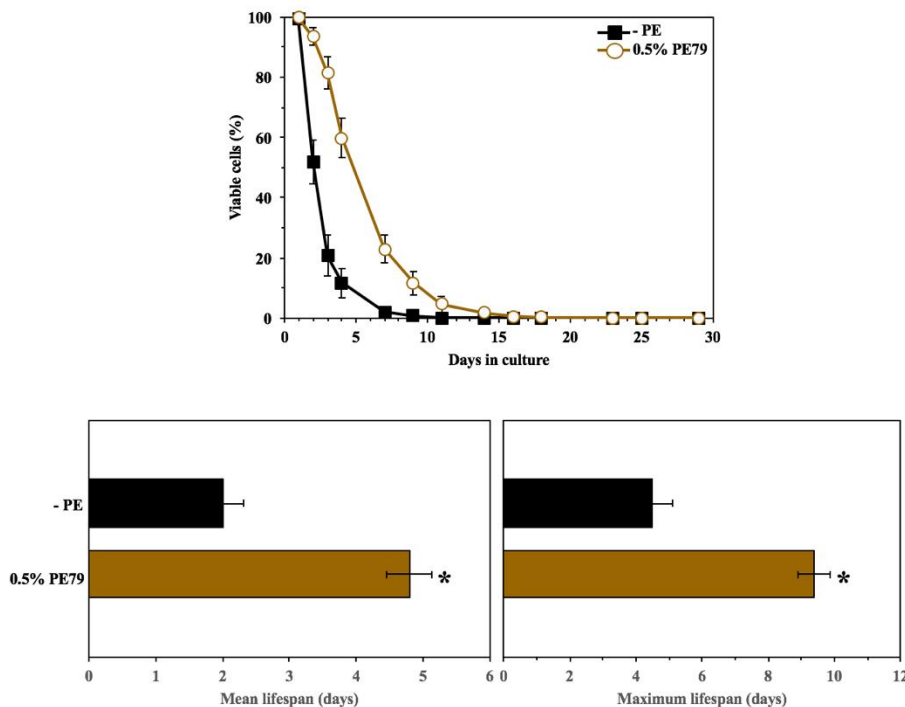 100
80
60
40
20
0
Viable cells (%)
- PE
0.5% PE79
0 5 10 15 20 25 30
Days in culture
- PE
0.5% PE79
*
*
0 1 2 3 4 5 6
Mean lifespan (days)
0 2 4 6 8 10 12
Maximum lifespan (days)